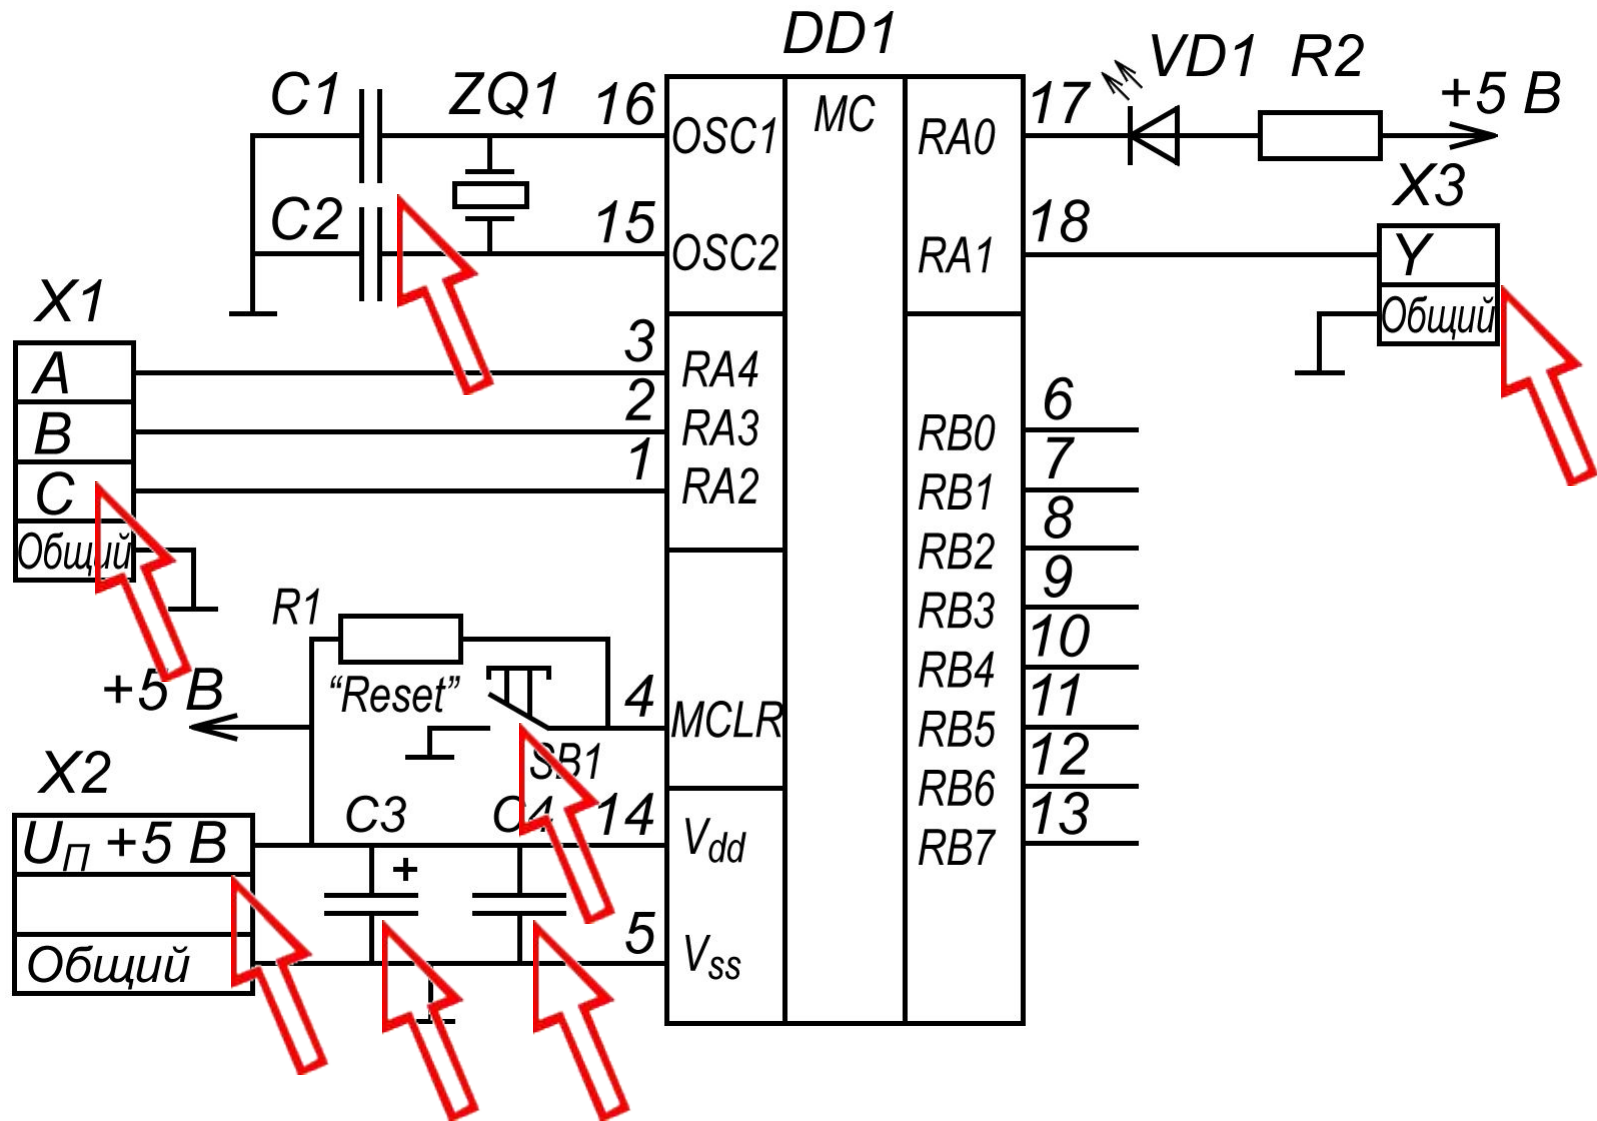 DD1
C1
ZQ1
16
OSC1
MC
RA0
17
VD1
R2
+5 В
C2
15
OSC2
RA1
18
X3
Y
Общий
X1
A
B
C
Общий
3
RA4
2
RA3
1
RA2
RB0
6
RB1
7
RB2
8
RB3
9
RB4
10
RB5
11
RB6
12
RB7
13
R1
+5 В
“Reset”
SB1
4
MCLR
X2
UП +5 В
Общий
C3
+
C4
14
Vdd
5
Vss